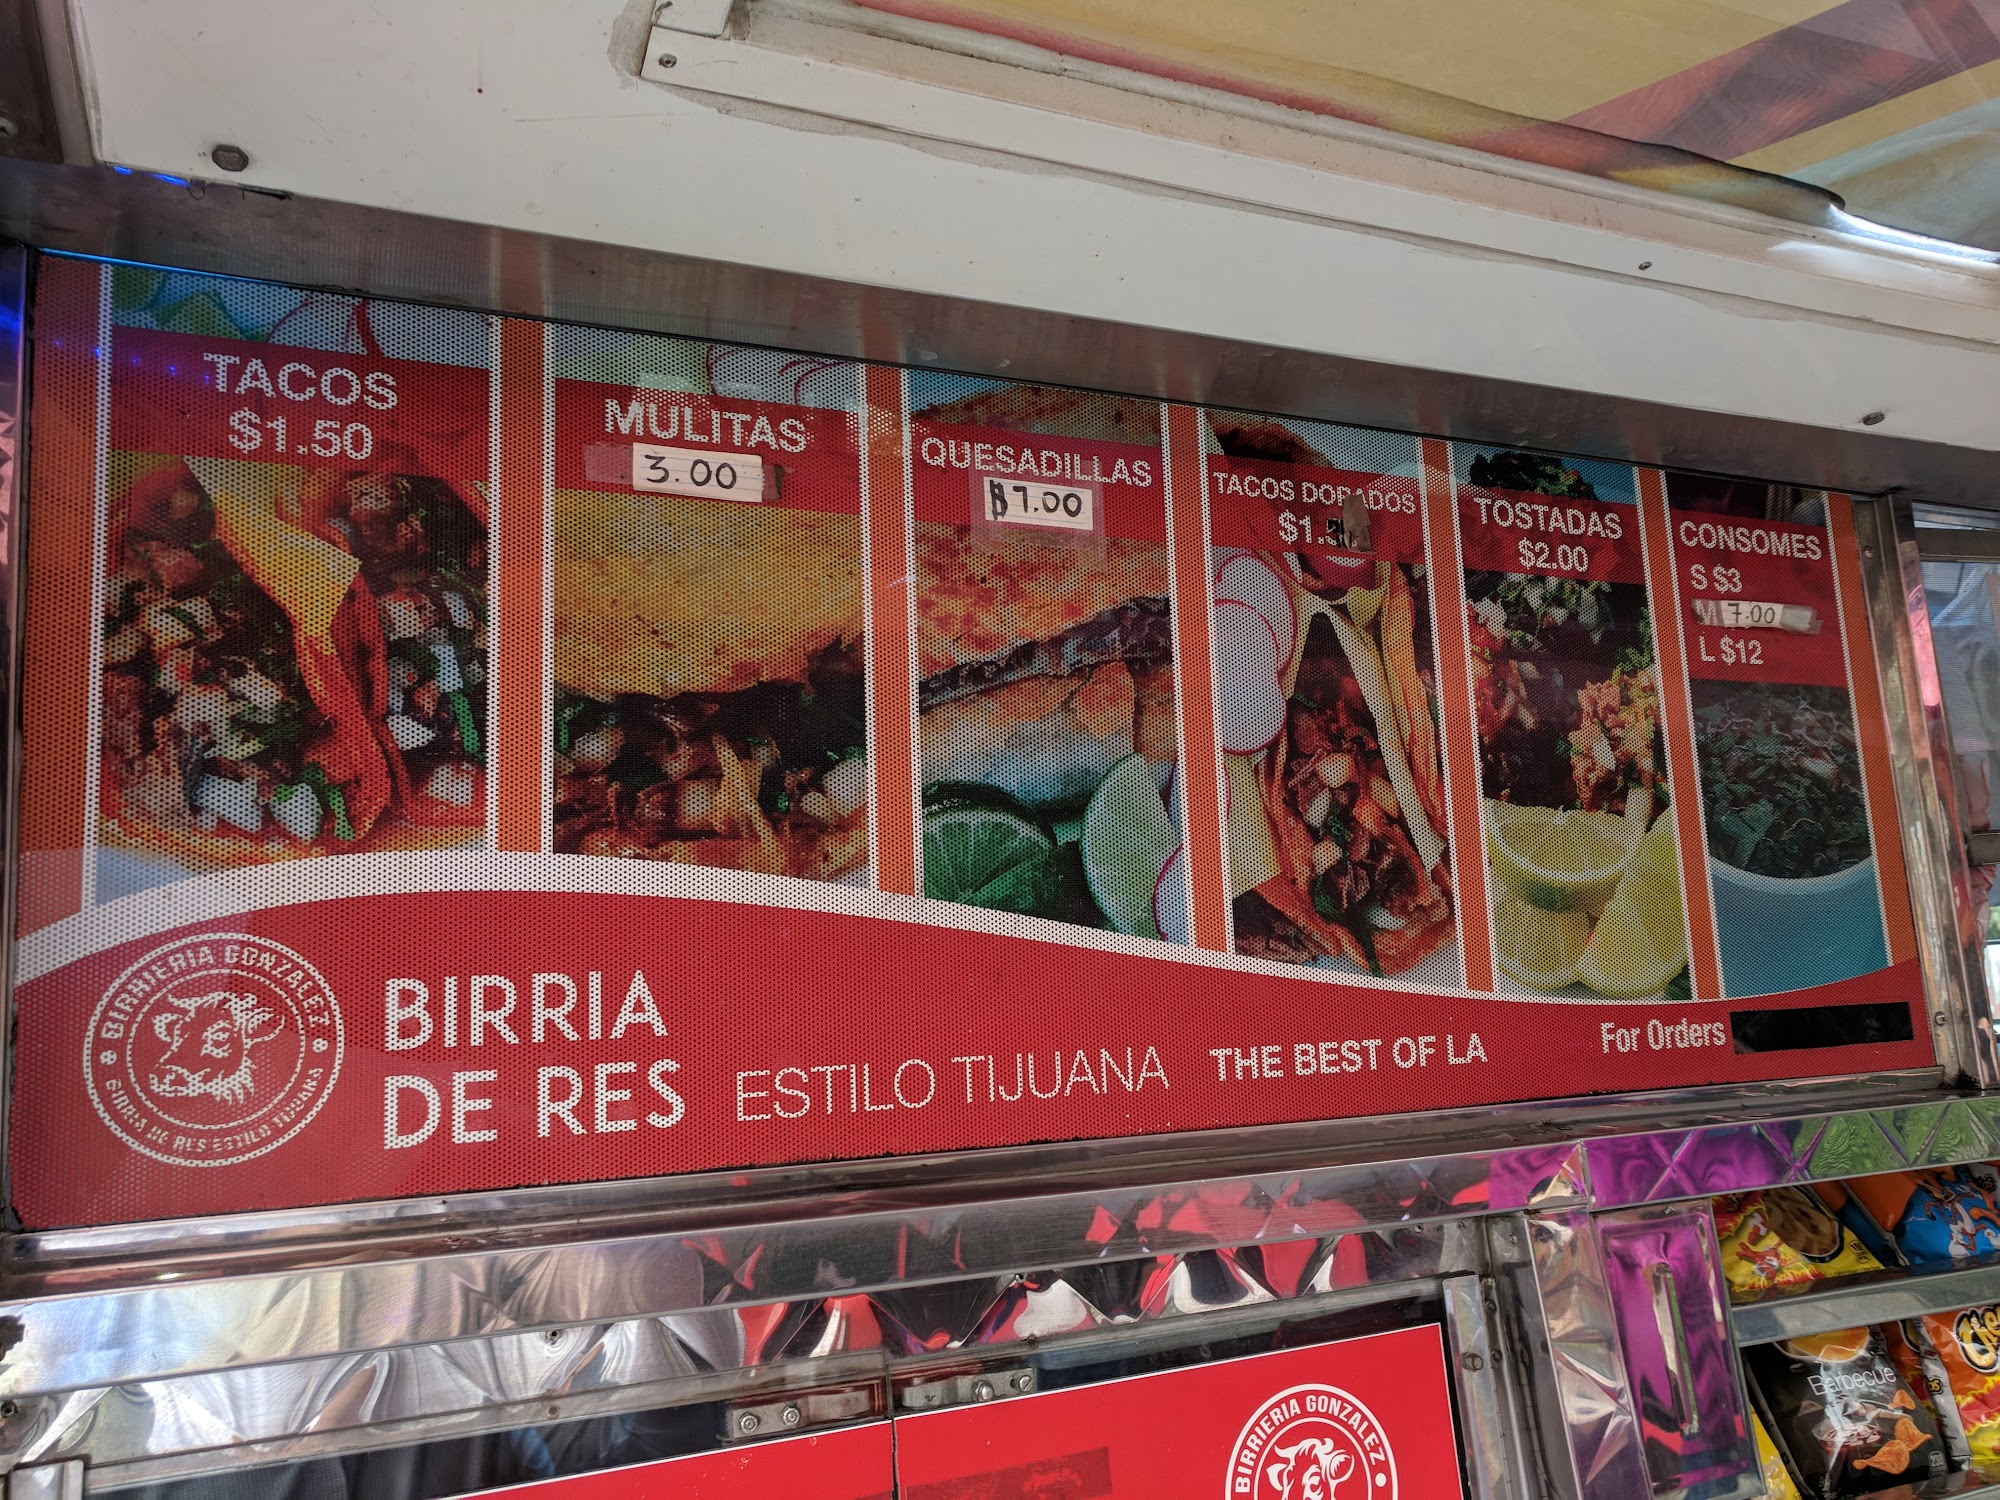 TACOS
$1.50
MULITAS
3.00
QUESADILLAS
$7.00
TACOS DORADOS
TOSTADAS
$2.00
CONSOMES
S $3
M 7.00
L $12
BIRRIERIA GONZALEZ
BIRRIA DE RES ESTILO TIJUANA
BIRRIA
DE RES
ESTILO TIJUANA
THE BEST OF LA
For Orders
BIRRIERIA GONZALEZ
Barbecue